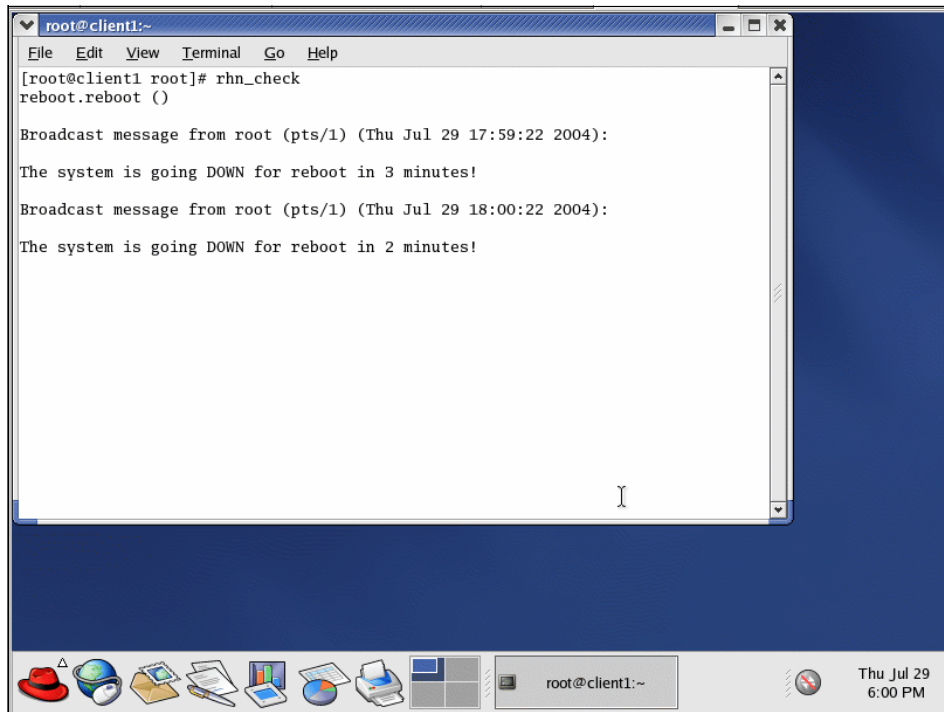 root@client1:~
File Edit View Terminal Go Help
[root@client1 root]# rhn_check
reboot.reboot ()
Broadcast message from root (pts/1) (Thu Jul 29 17:59:22 2004):
The system is going DOWN for reboot in 3 minutes!
Broadcast message from root (pts/1) (Thu Jul 29 18:00:22 2004):
The system is going DOWN for reboot in 2 minutes!
root@client1:~
Thu Jul 29
6:00 PM